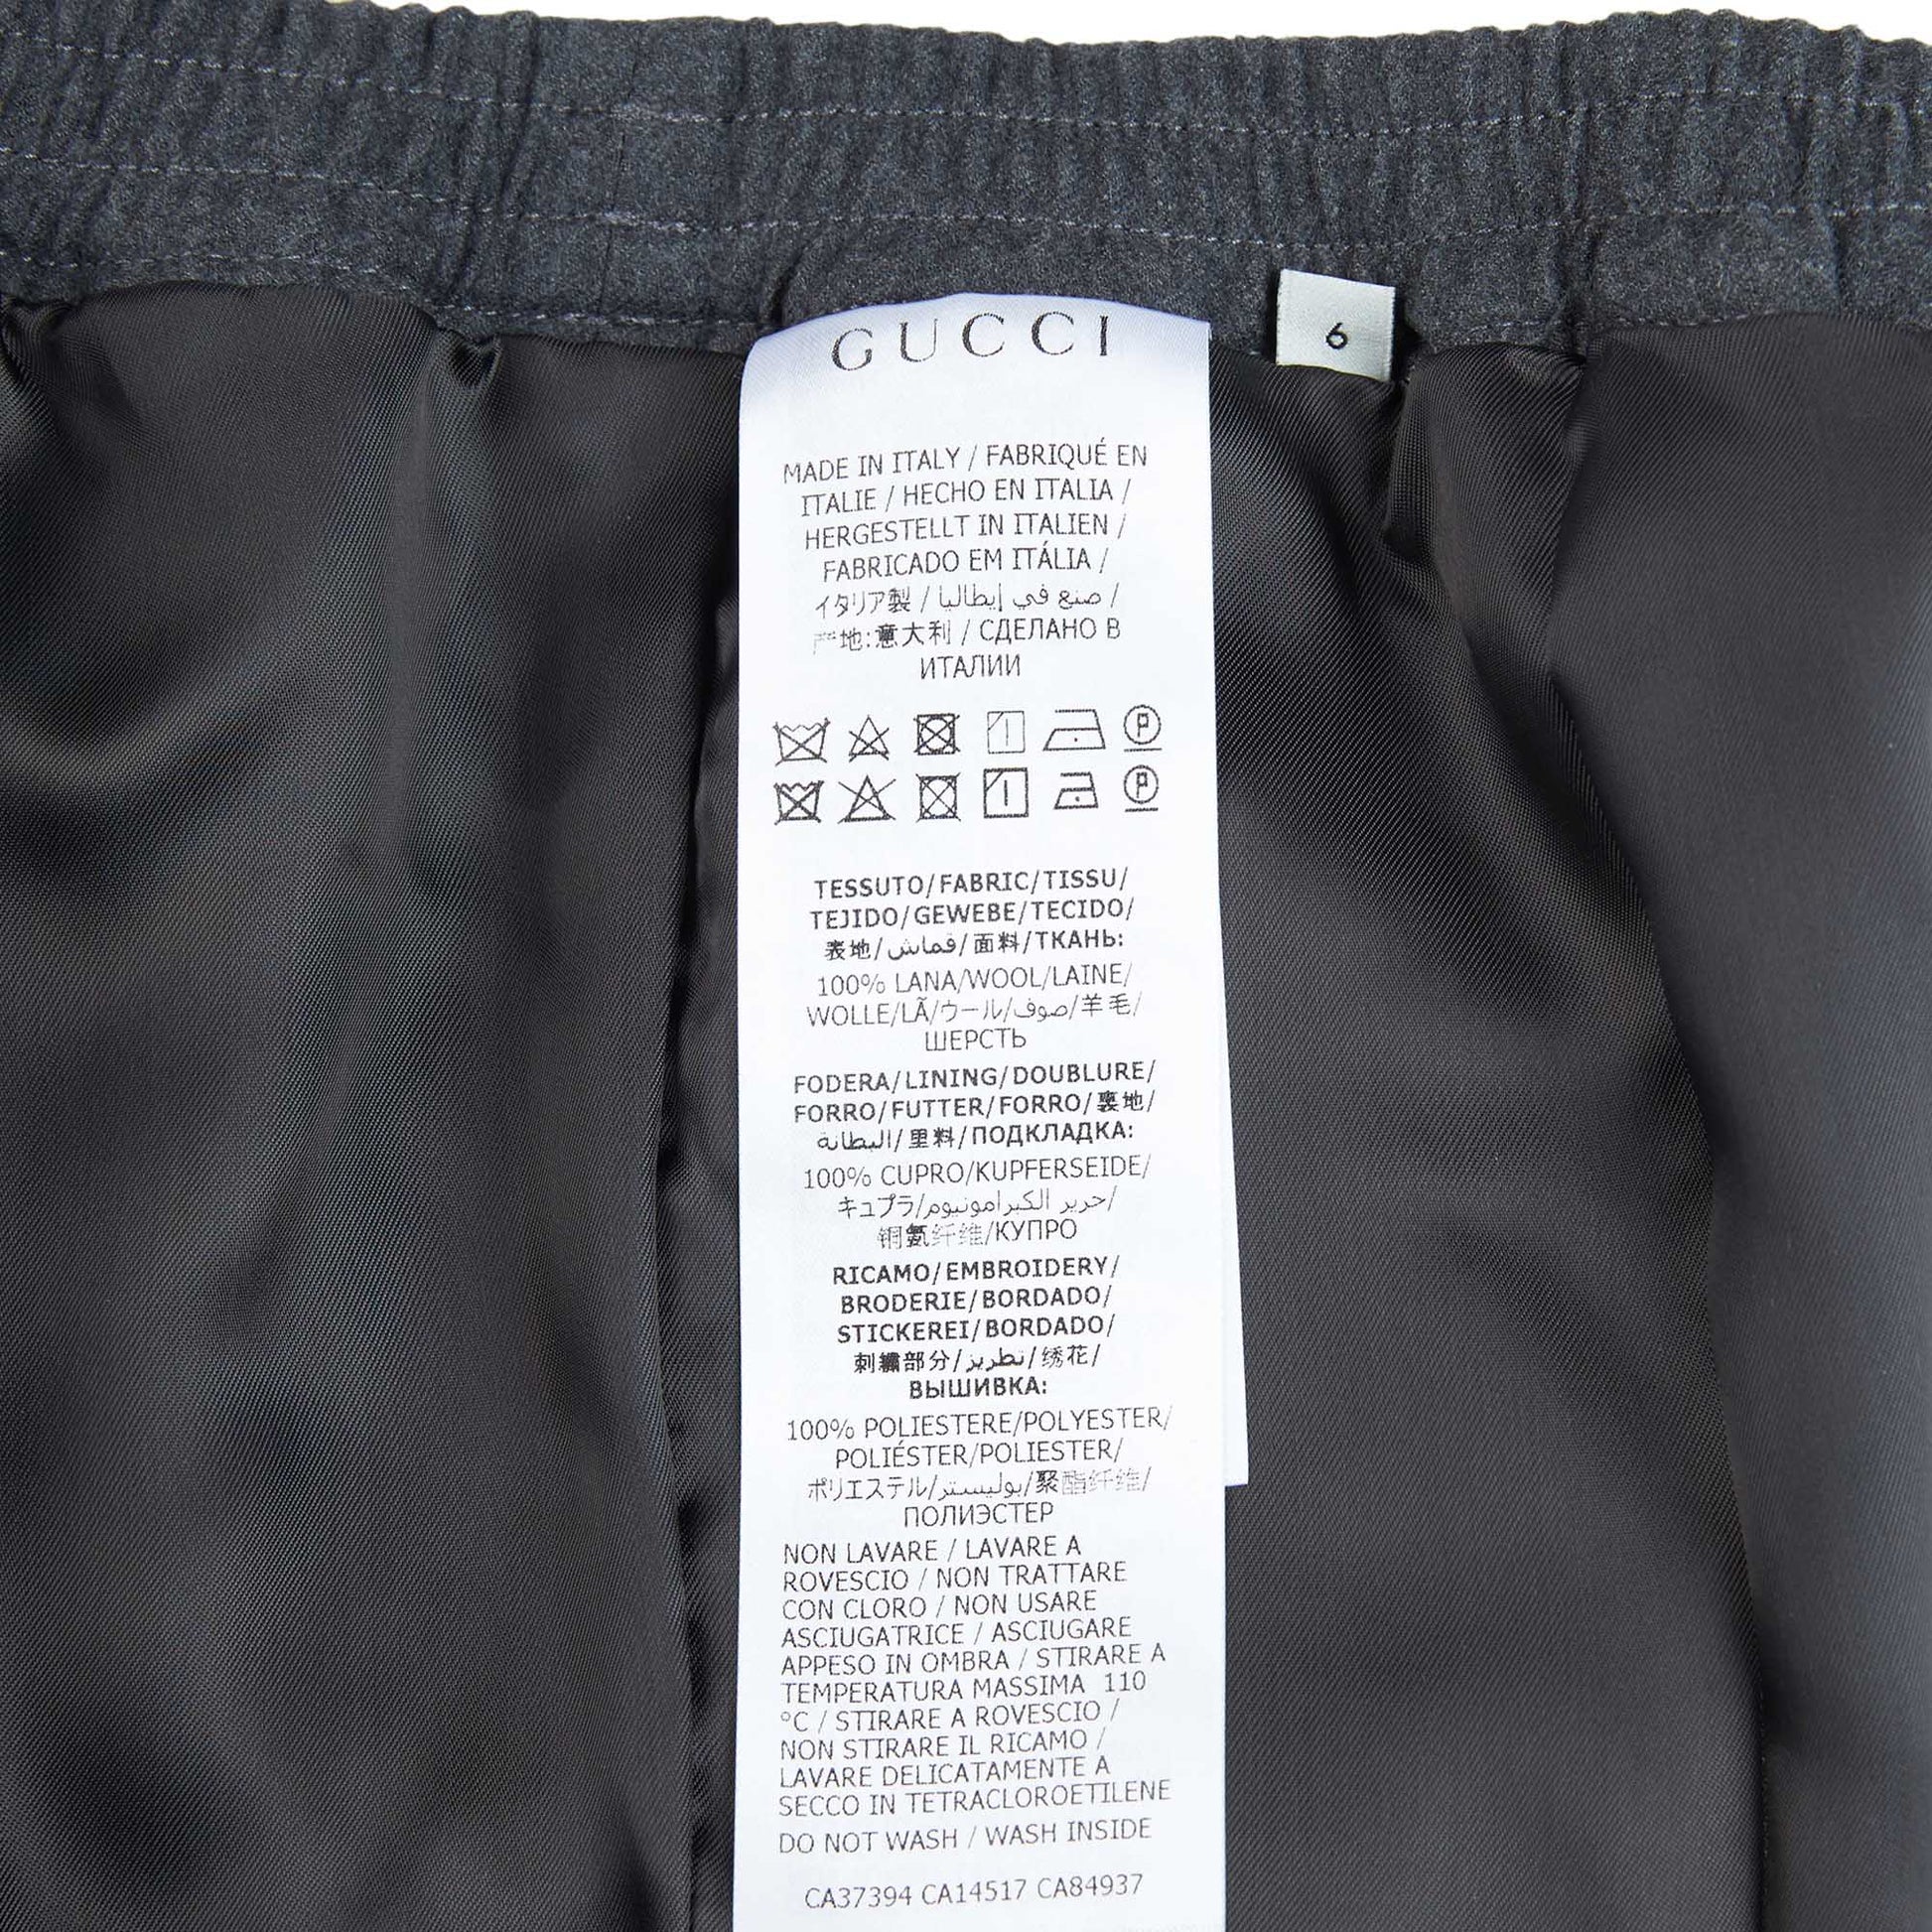 GUCCI
6
MADE IN ITALY / FABRIQUÉ EN
ITALIE / HECHO EN ITALIA /
HERGESTELLT IN ITALIEN /
FABRICADO EM ITÁLIA /
イタリア製 / صنع في إيطاليا /
产地:意大利 / СДЕЛАНО В
ИТАЛИИ
TESSUTO/FABRIC/TISSU/
TEJIDO/GEWEBE/TECIDO/
表地/قماش/面料/ТКАНЬ:
100% LANA/WOOL/LAINE/
WOLLE/LÃ/ウール/صوف/羊毛/
ШЕРСТЬ
FODERA/LINING/DOUBLURE/
FORRO/FUTTER/FORRO/裏地/
البطانة/里料/ПОДКЛАДКА:
100% CUPRO/KUPFERSEIDE/
キュプラ/حرير الكبرامونيوم/
铜氨纤维/КУПРО
RICAMO/EMBROIDERY/
BRODERIE/BORDADO/
STICKEREI/BORDADO/
刺繍部分/تطريز/绣花/
ВЫШИВКА:
100% POLIESTERE/POLYESTER/
POLIÉSTER/POLIESTER/
ポリエステル/بوليستر/聚酯纤维/
ПОЛИЭСТЕР
NON LAVARE / LAVARE A
ROVESCIO / NON TRATTARE
CON CLORO / NON USARE
ASCIUGATRICE / ASCIUGARE
APPESO IN OMBRA / STIRARE A
TEMPERATURA MASSIMA 110
°C / STIRARE A ROVESCIO /
NON STIRARE IL RICAMO /
LAVARE DELICATAMENTE A
SECCO IN TETRACLOROETILENE
DO NOT WASH / WASH INSIDE
CA37394 CA14517 CA84937